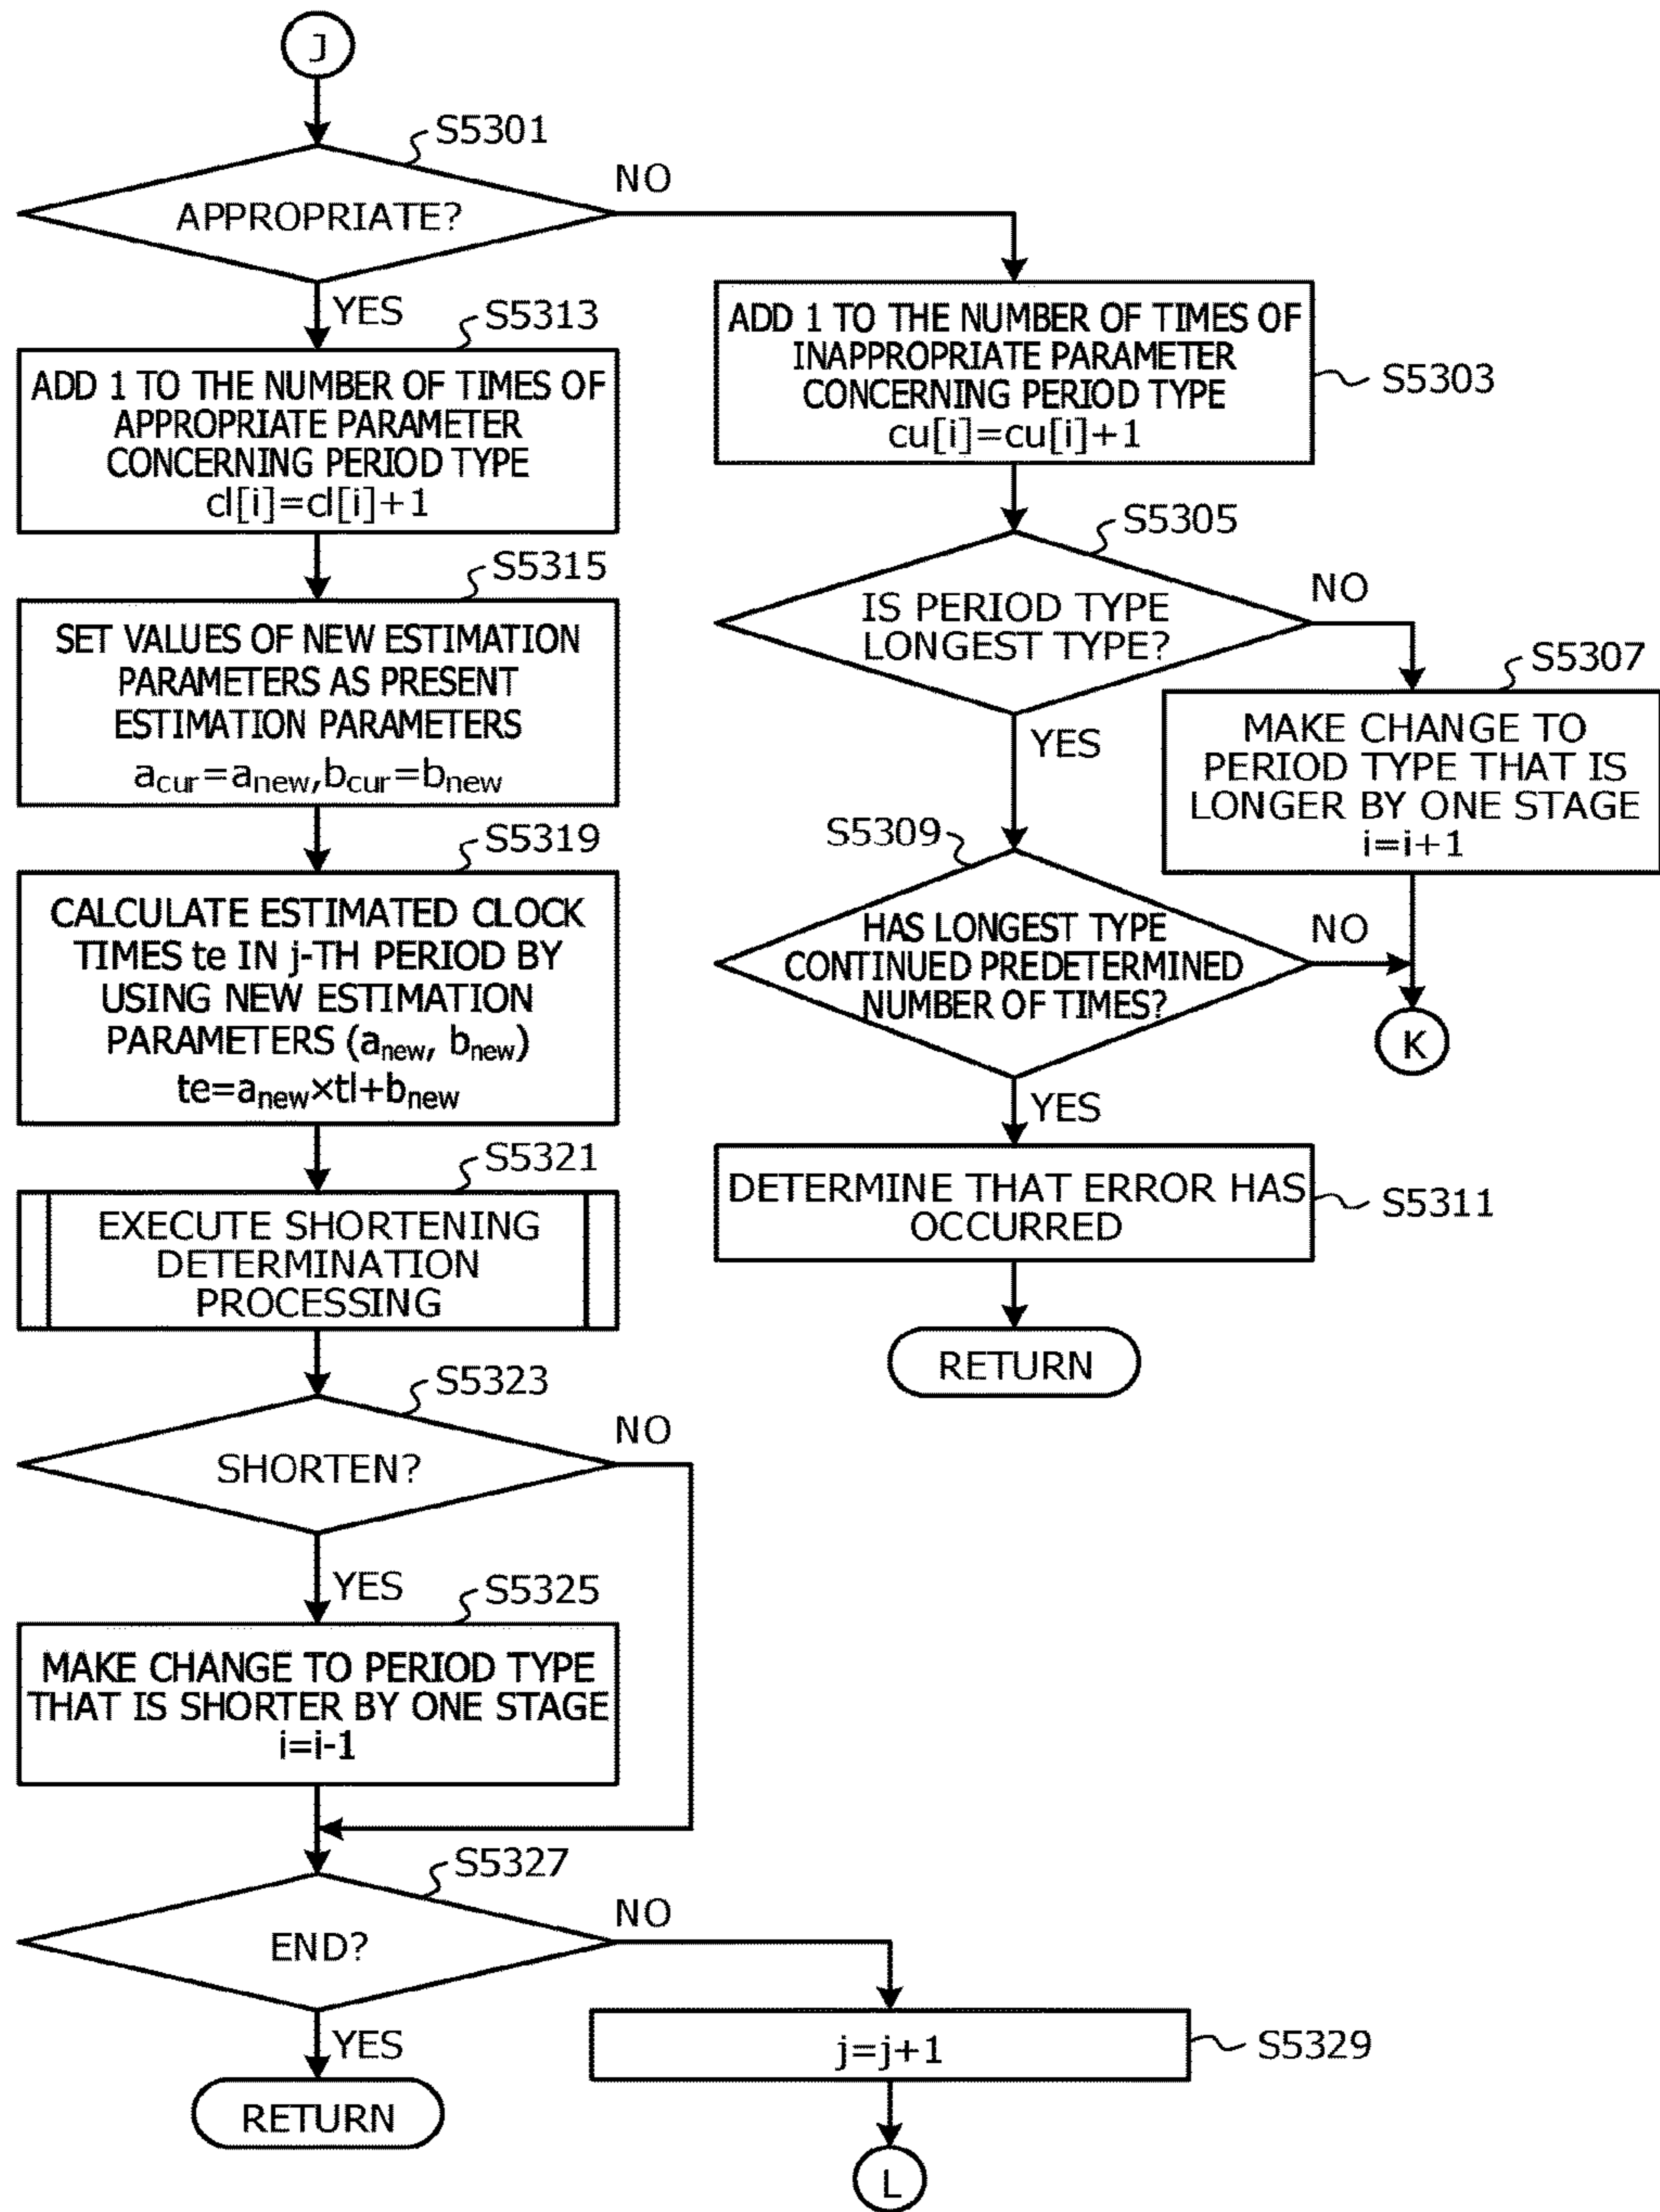 J
S5301
APPROPRIATE?
NO
YES
S5313
ADD 1 TO THE NUMBER OF TIMES OF
APPROPRIATE PARAMETER
CONCERNING PERIOD TYPE
cl[i]=cl[i]+1
S5315
SET VALUES OF NEW ESTIMATION
PARAMETERS AS PRESENT
ESTIMATION PARAMETERS
acur=anew,bcur=bnew
S5319
CALCULATE ESTIMATED CLOCK
TIMES te IN j-TH PERIOD BY
USING NEW ESTIMATION
PARAMETERS (anew, bnew)
te=anew×tl+bnew
S5321
EXECUTE SHORTENING
DETERMINATION
PROCESSING
S5323
SHORTEN?
NO
YES
S5325
MAKE CHANGE TO PERIOD TYPE
THAT IS SHORTER BY ONE STAGE
i=i-1
S5327
END?
NO
YES
RETURN
j=j+1
S5329
L
ADD 1 TO THE NUMBER OF TIMES OF
INAPPROPRIATE PARAMETER
CONCERNING PERIOD TYPE
cu[i]=cu[i]+1
S5303
S5305
IS PERIOD TYPE
LONGEST TYPE?
NO
YES
S5307
MAKE CHANGE TO
PERIOD TYPE THAT IS
LONGER BY ONE STAGE
i=i+1
S5309
HAS LONGEST TYPE
CONTINUED PREDETERMINED
NUMBER OF TIMES?
NO
K
YES
DETERMINE THAT ERROR HAS
OCCURRED
S5311
RETURN